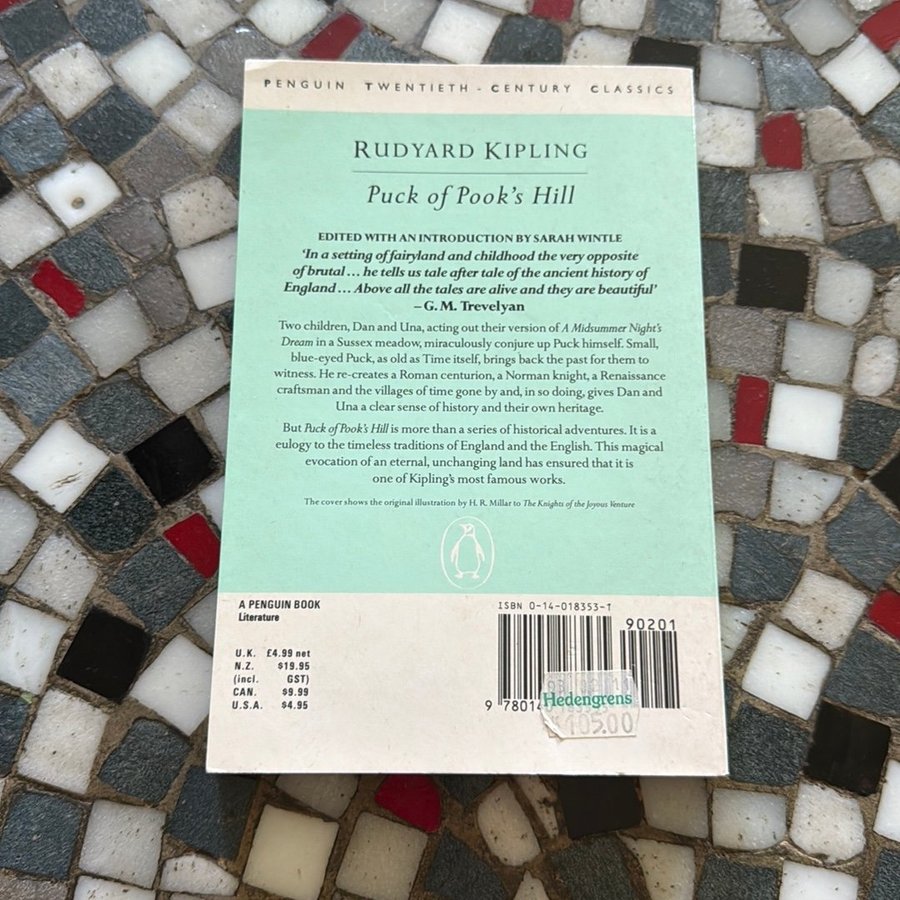 PENGUIN TWENTIETH-CENTURY CLASSICS
RUDYARD KIPLING
Puck of Pook's Hill
EDITED WITH AN INTRODUCTION BY SARAH WINTLE
‘In a setting of fairyland and childhood the very opposite
of brutal ... he tells us tale after tale of the ancient history of
England ... Above all the tales are alive and they are beautiful’
– G. M. Trevelyan
Two children, Dan and Una, acting out their version of A Midsummer Night's
Dream in a Sussex meadow, miraculously conjure up Puck himself. Small,
blue-eyed Puck, as old as Time itself, brings back the past for them to
witness. He re-creates a Roman centurion, a Norman knight, a Renaissance
craftsman and the villages of time gone by and, in so doing, gives Dan and
Una a clear sense of history and their own heritage.
But Puck of Pook's Hill is more than a series of historical adventures. It is a
eulogy to the timeless traditions of England and the English. This magical
evocation of an eternal, unchanging land has ensured that it is
one of Kipling's most famous works.
The cover shows the original illustration by H. R. Millar to The Knights of the Joyous Venture
A PENGUIN BOOK
Literature
U.K. £4.99 net
N.Z. $19.95
(incl. GST)
CAN. $9.99
U.S.A. $4.95
ISBN 0-14-018353-1
90201
9 78014
Hedengrens
105.00